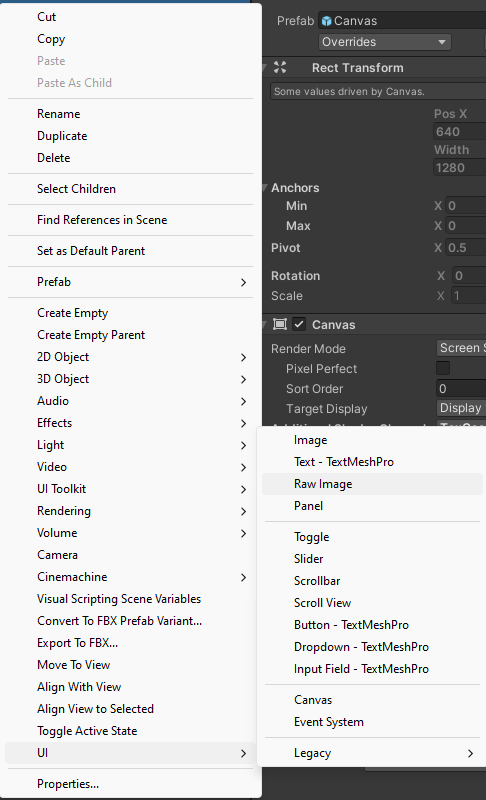 Cut
Copy
Paste
Paste As Child
Rename
Duplicate
Delete
Select Children
Find References in Scene
Set as Default Parent
Prefab
Create Empty
Create Empty Parent
2D Object
3D Object
Audio
Effects
Light
Video
UI Toolkit
Rendering
Volume
Camera
Cinemachine
Visual Scripting Scene Variables
Convert To FBX Prefab Variant...
Export To FBX...
Move To View
Align With View
Align View to Selected
Toggle Active State
UI
Properties...
Prefab Canvas
Overrides
Rect Transform
Some values driven by Canvas.
Pos X
640
Width
1280
Anchors
Min X 0
Max X 0
Pivot X 0.5
Rotation X 0
Scale X 1
Canvas
Render Mode Screen S
Pixel Perfect
Sort Order 0
Target Display Display
Image
Text - TextMeshPro
Raw Image
Panel
Toggle
Slider
Scrollbar
Scroll View
Button - TextMeshPro
Dropdown - TextMeshPro
Input Field - TextMeshPro
Canvas
Event System
Legacy